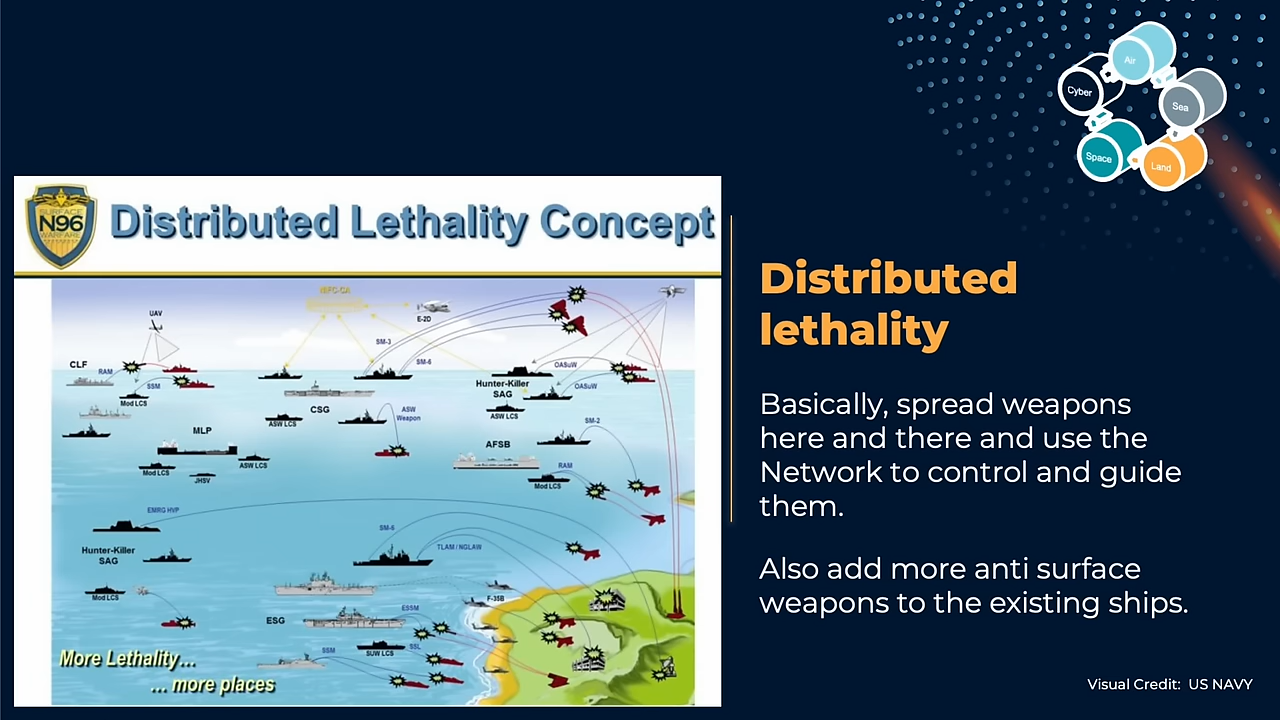 Air
Cyber
Sea
Space
Land
SURFACE
N96
WARFARE
Distributed Lethality Concept
NIFC-CA
UAV
E-2D
SM-3
SM-6
CLF
RAM
SSM
OASuW
Hunter-Killer
SAG
OASuW
Mod LCS
CSG
ASW LCS
ASW LCS
ASW
Weapon
SM-2
MLP
AFSB
ASW LCS
Mod LCS
JHSV
RAM
Mod LCS
EMRG HVP
SM-6
TLAM / NGLAW
Hunter-Killer
SAG
Mod LCS
F-35B
ESSM
ESG
SUW LCS
SSL
SSM
More Lethality...
... more places
Distributed
lethality
Basically, spread weapons
here and there and use the
Network to control and guide
them.
Also add more anti surface
weapons to the existing ships.
Visual Credit: US NAVY